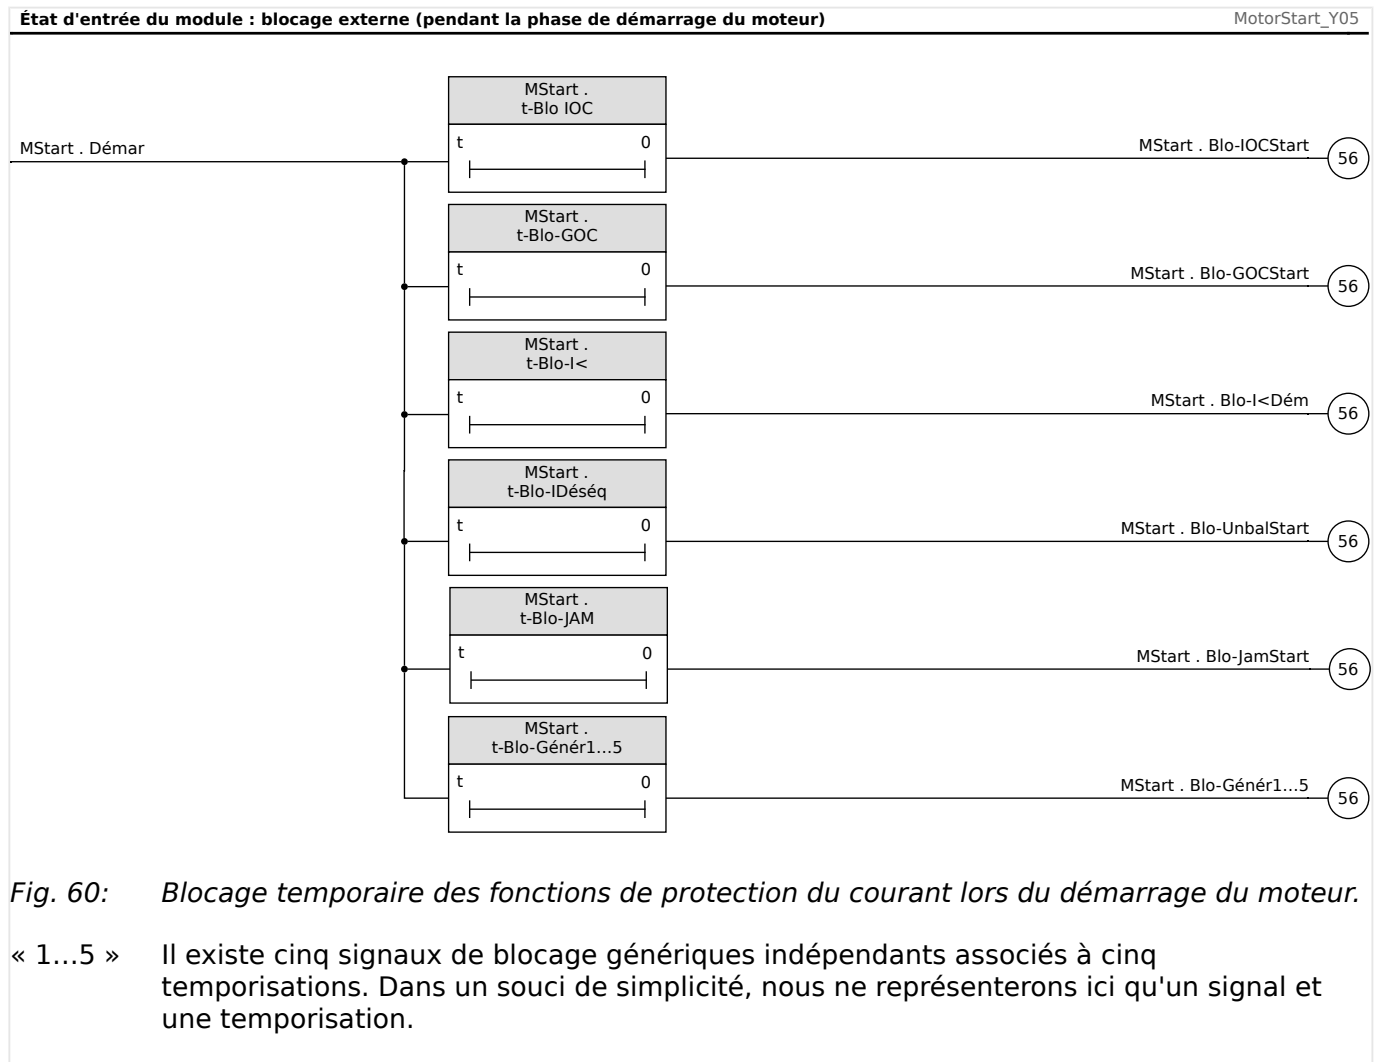 État d'entrée du module : blocage externe (pendant la phase de démarrage du moteur)
MotorStart_Y05
MStart . Démar
MStart .
t-Blo IOC
t 0
MStart . Blo-IOCStart
56
MStart .
t-Blo-GOC
t 0
MStart . Blo-GOCStart
56
MStart .
t-Blo-I<
t 0
MStart . Blo-I<Dém
56
MStart .
t-Blo-IDéséq
t 0
MStart . Blo-UnbalStart
56
MStart .
t-Blo-JAM
t 0
MStart . Blo-JamStart
56
MStart .
t-Blo-Génér1…5
t 0
MStart . Blo-Génér1…5
56
Fig. 60: Blocage temporaire des fonctions de protection du courant lors du démarrage du moteur.
« 1…5 » Il existe cinq signaux de blocage génériques indépendants associés à cinq
temporisations. Dans un souci de simplicité, nous ne représenterons ici qu'un signal et
une temporisation.